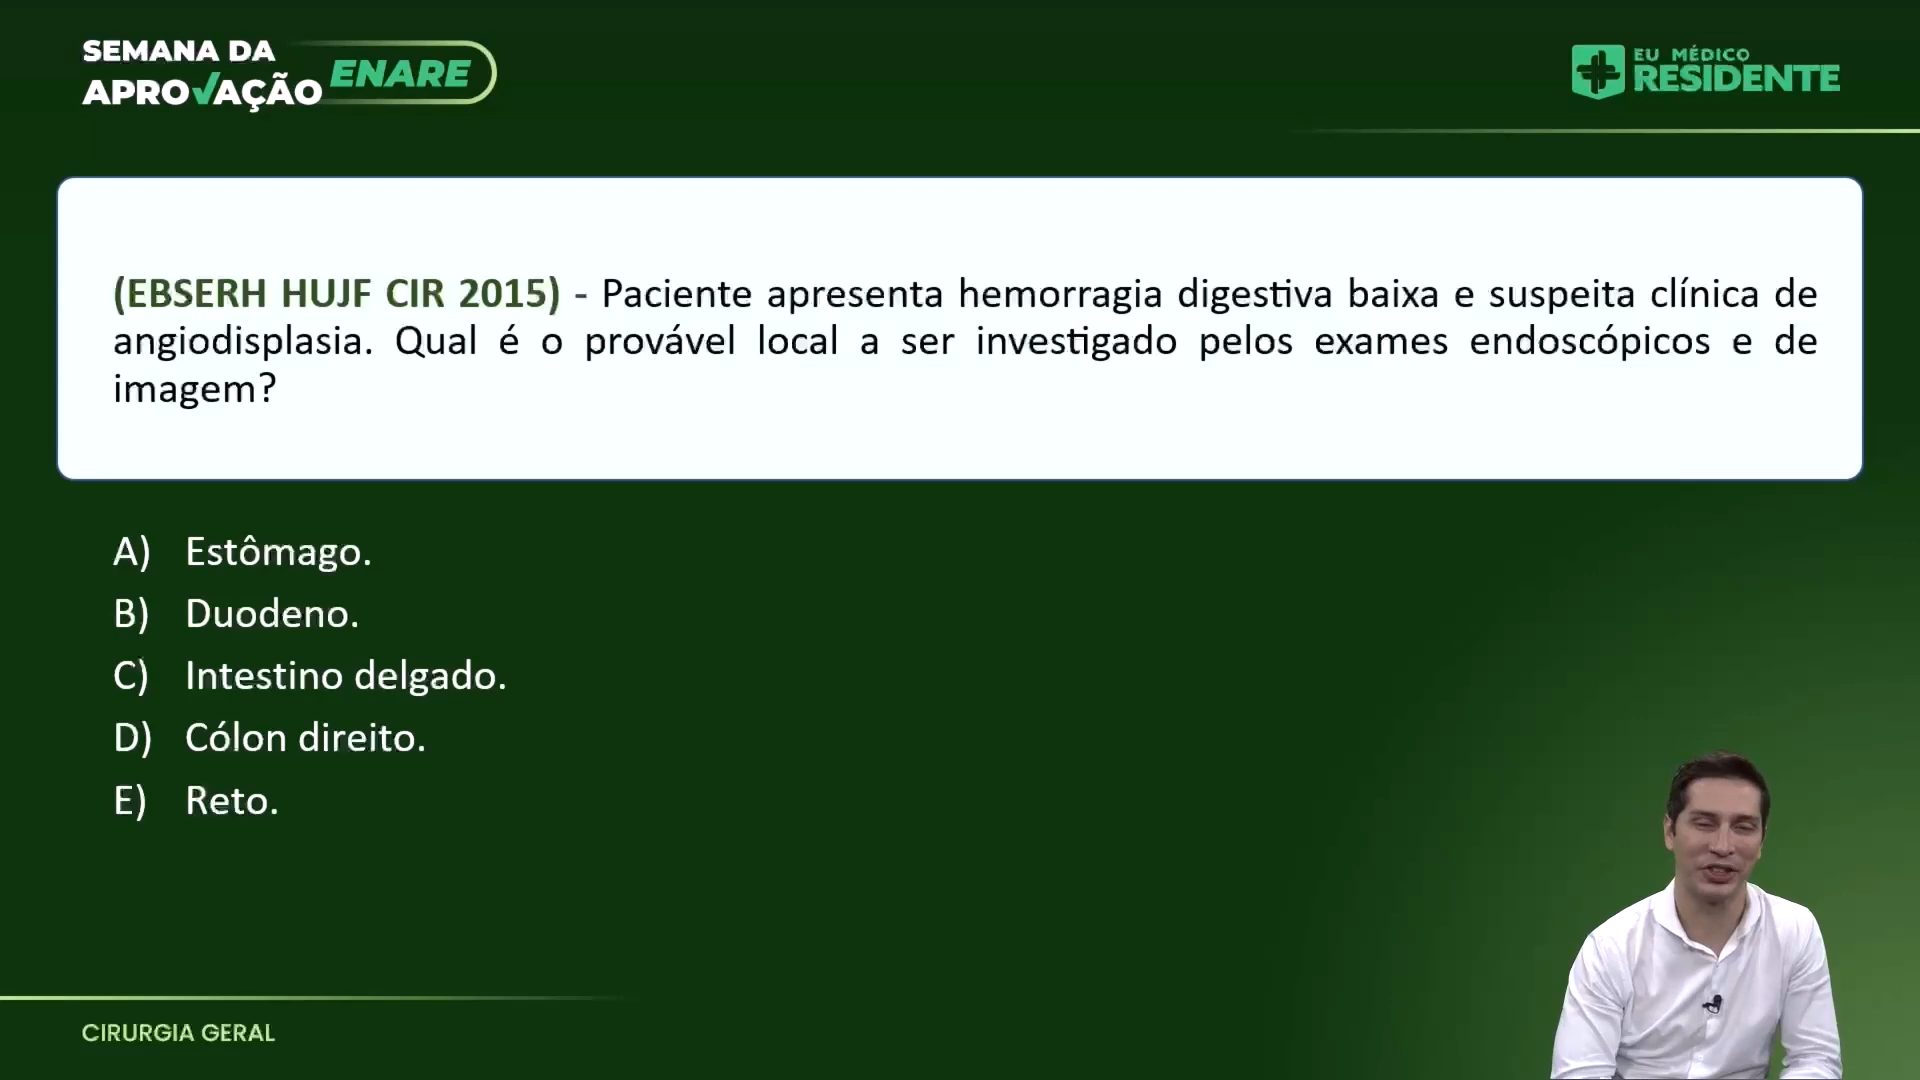 SEMANA DA
APROVAÇÃO ENARE
EU MÉDICO
RESIDENTE
(EBSERH HUJF CIR 2015) - Paciente apresenta hemorragia digestiva baixa e suspeita clínica de
angiodisplasia. Qual é o provável local a ser investigado pelos exames endoscópicos e de
imagem?
A) Estômago.
B) Duodeno.
C) Intestino delgado.
D) Cólon direito.
E) Reto.
CIRURGIA GERAL